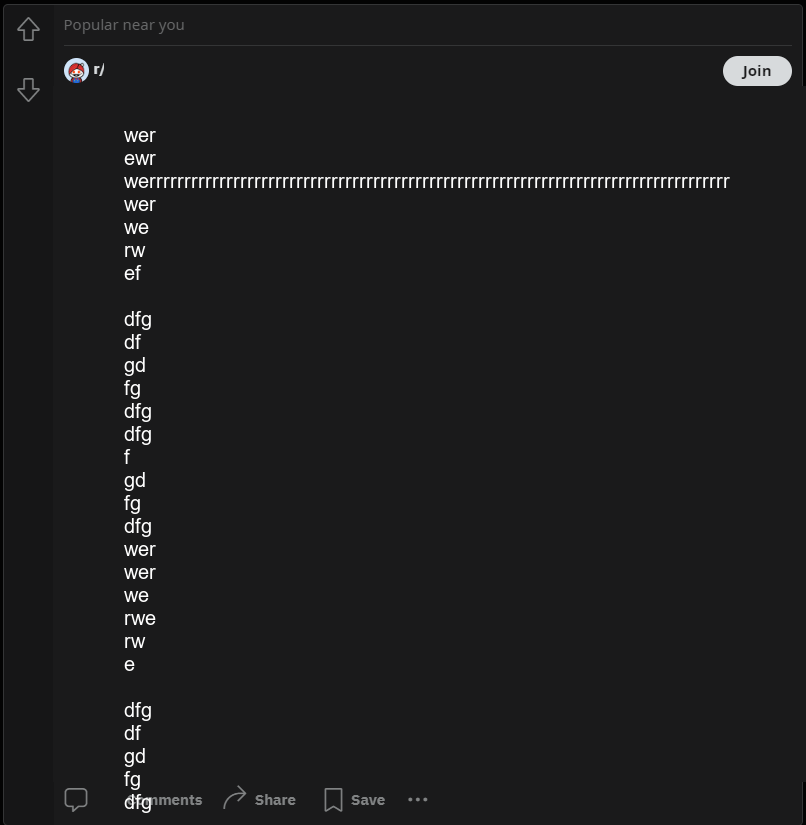 Popular near you
r/
Join
wer
ewr
werrrrrrrrrrrrrrrrrrrrrrrrrrrrrrrrrrrrrrrrrrrrrrrrrrrrrrrrrrrrrrrrrrrrrrrrrrrrrrrrrrr
wer
we
rw
ef
dfg
df
gd
fg
dfg
dfg
f
gd
fg
dfg
wer
wer
we
rwe
rw
e
dfg
df
gd
fg
dfg
Comments Share Save